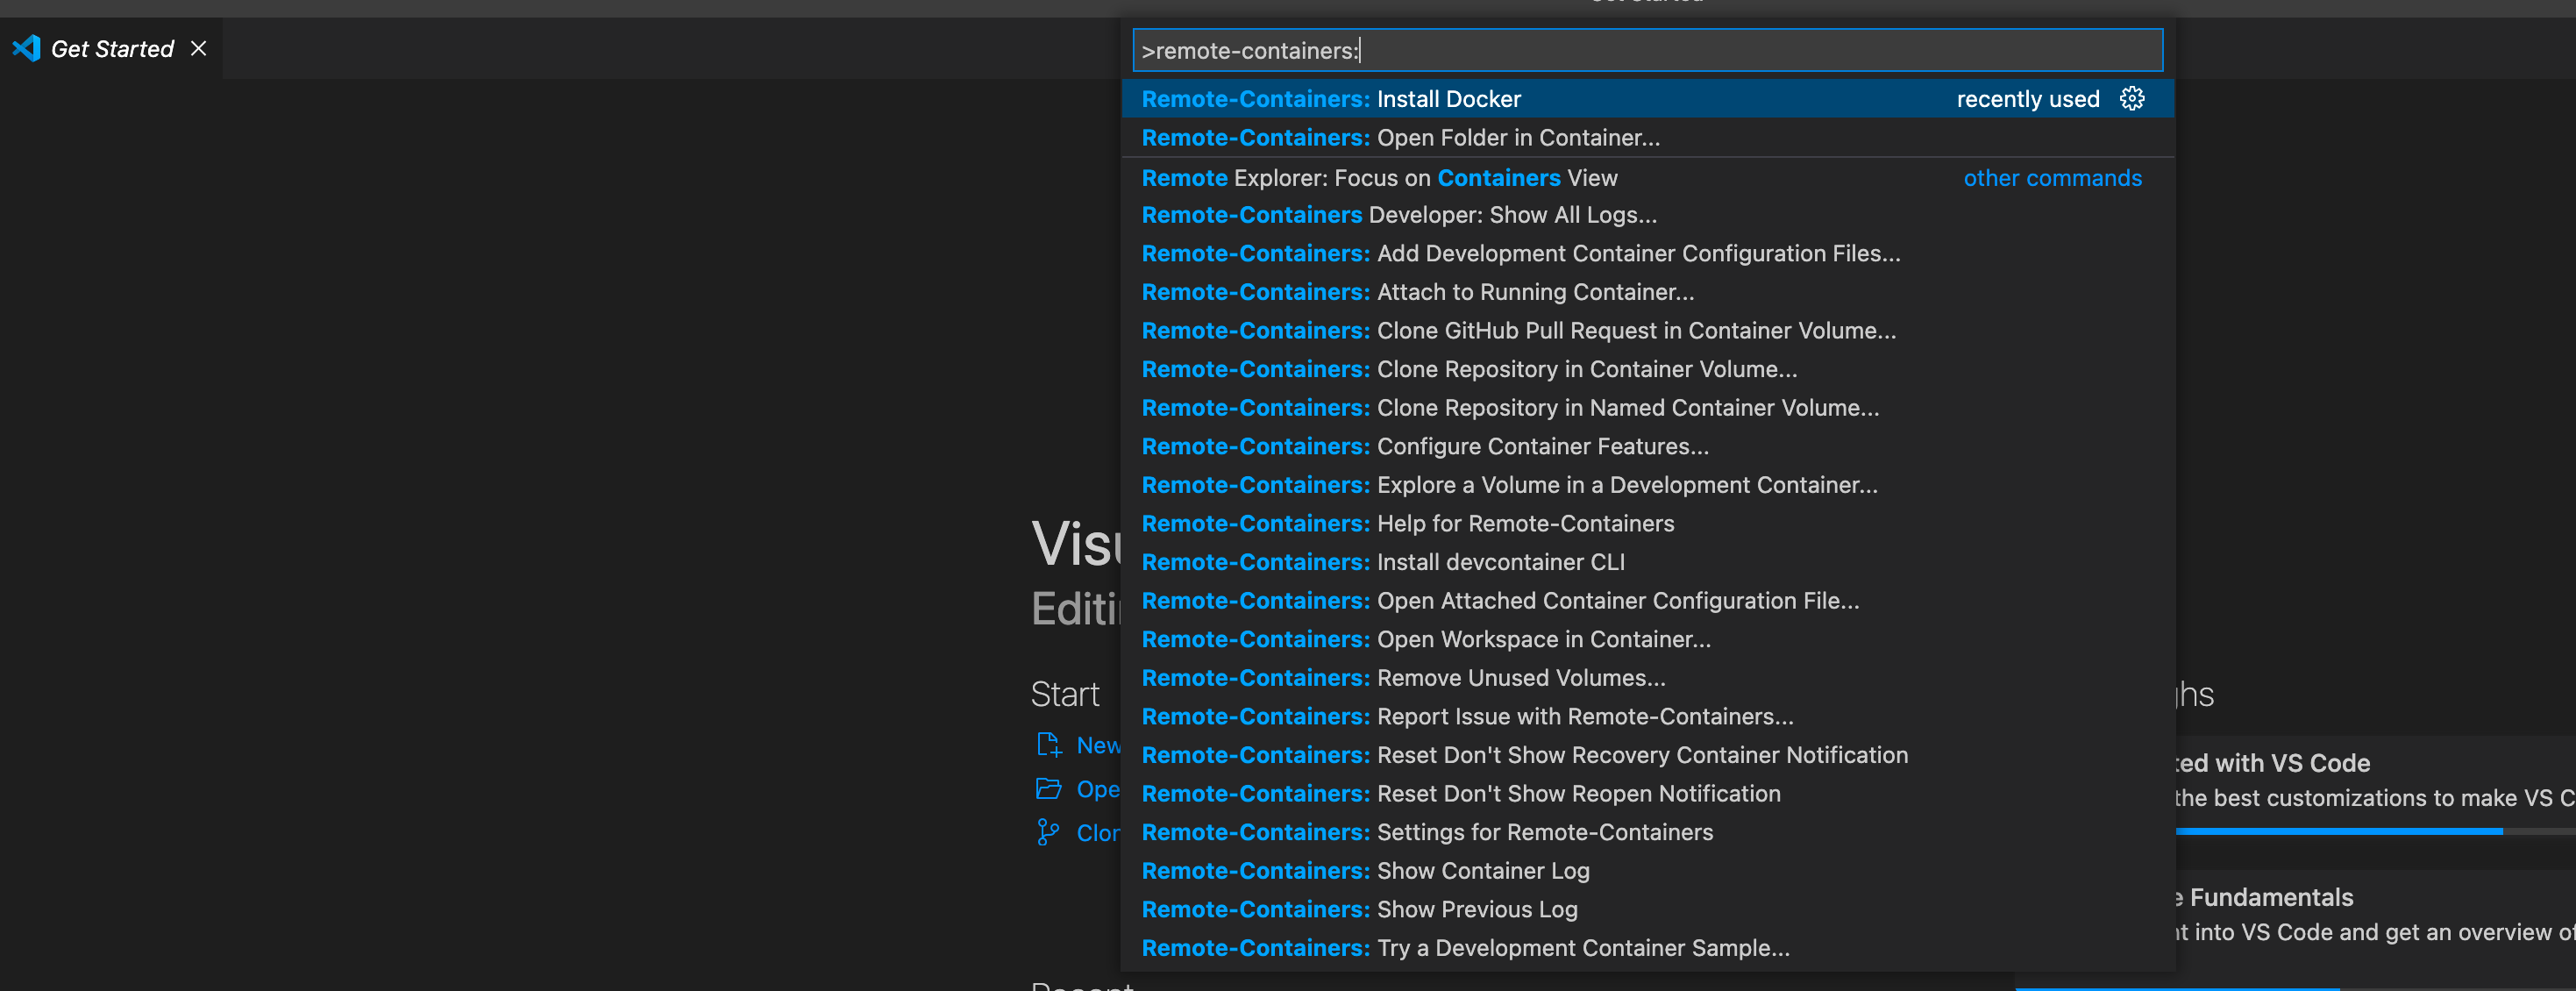 Get Started
>remote-containers:
Remote-Containers: Install Docker recently used
Remote-Containers: Open Folder in Container...
Remote Explorer: Focus on Containers View other commands
Remote-Containers Developer: Show All Logs...
Remote-Containers: Add Development Container Configuration Files...
Remote-Containers: Attach to Running Container...
Remote-Containers: Clone GitHub Pull Request in Container Volume...
Remote-Containers: Clone Repository in Container Volume...
Remote-Containers: Clone Repository in Named Container Volume...
Remote-Containers: Configure Container Features...
Remote-Containers: Explore a Volume in a Development Container...
Remote-Containers: Help for Remote-Containers
Remote-Containers: Install devcontainer CLI
Remote-Containers: Open Attached Container Configuration File...
Remote-Containers: Open Workspace in Container...
Remote-Containers: Remove Unused Volumes...
Remote-Containers: Report Issue with Remote-Containers...
Remote-Containers: Reset Don't Show Recovery Container Notification
Remote-Containers: Reset Don't Show Reopen Notification
Remote-Containers: Settings for Remote-Containers
Remote-Containers: Show Container Log
Remote-Containers: Show Previous Log
Remote-Containers: Try a Development Container Sample...
Start
New
with VS Code
the best customizations to make VS
Fundamentals
into VS Code and get an overview